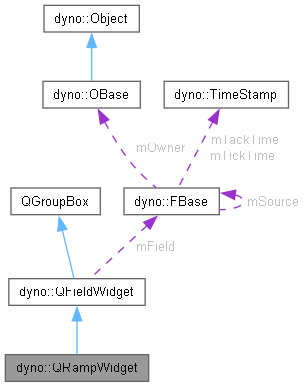 dyno::Object
dyno::OBase
dyno::TimeStamp
mOwner
mTackTime
mTickTime
QGroupBox
dyno::FBase
mSource
mField
dyno::QFieldWidget
dyno::QRampWidget